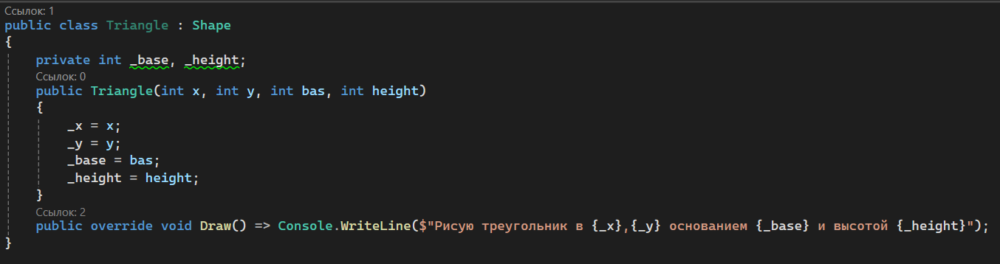 Ссылок: 1
public class Triangle : Shape
{
private int _base, _height;
Ссылок: 0
public Triangle(int x, int y, int bas, int height)
{
_x = x;
_y = y;
_base = bas;
_height = height;
}
Ссылок: 2
public override void Draw() => Console.WriteLine($"Рисую треугольник в {_x},{_y} основанием {_base} и высотой {_height}");
}